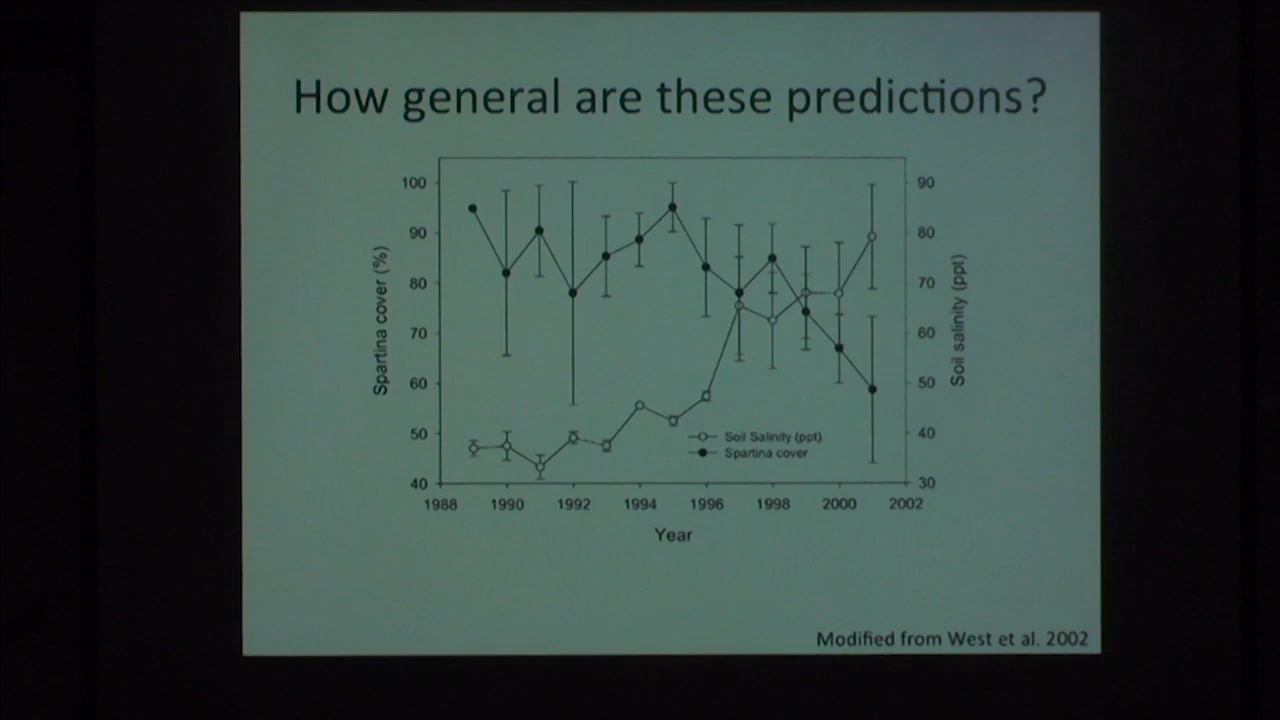 How general are these predictions?
100
90
80
70
60
50
40
Spartina cover (%)
90
80
70
60
50
40
30
Soil salinity (ppt)
Soil Salinity (ppt)
Spartina cover
1988 1990 1992 1994 1996 1998 2000 2002
Year
Modified from West et al. 2002